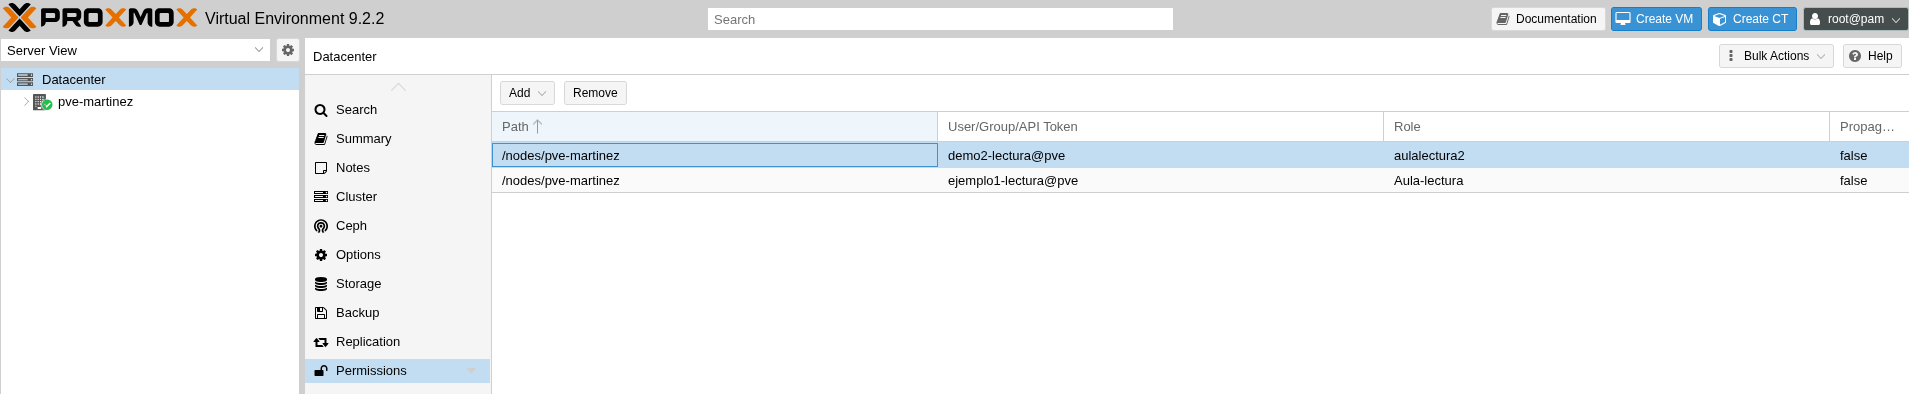 PROXMOX Virtual Environment 9.2.2
Search
Documentation
Create VM
Create CT
root@pam
Server View
Datacenter
pve-martinez
Datacenter
Bulk Actions
Help
Search
Summary
Notes
Cluster
Ceph
Options
Storage
Backup
Replication
Permissions
Add
Remove
Path User/Group/API Token Role Propag...
/nodes/pve-martinez demo2-lectura@pve aulalectura2 false
/nodes/pve-martinez ejemplo1-lectura@pve Aula-lectura false